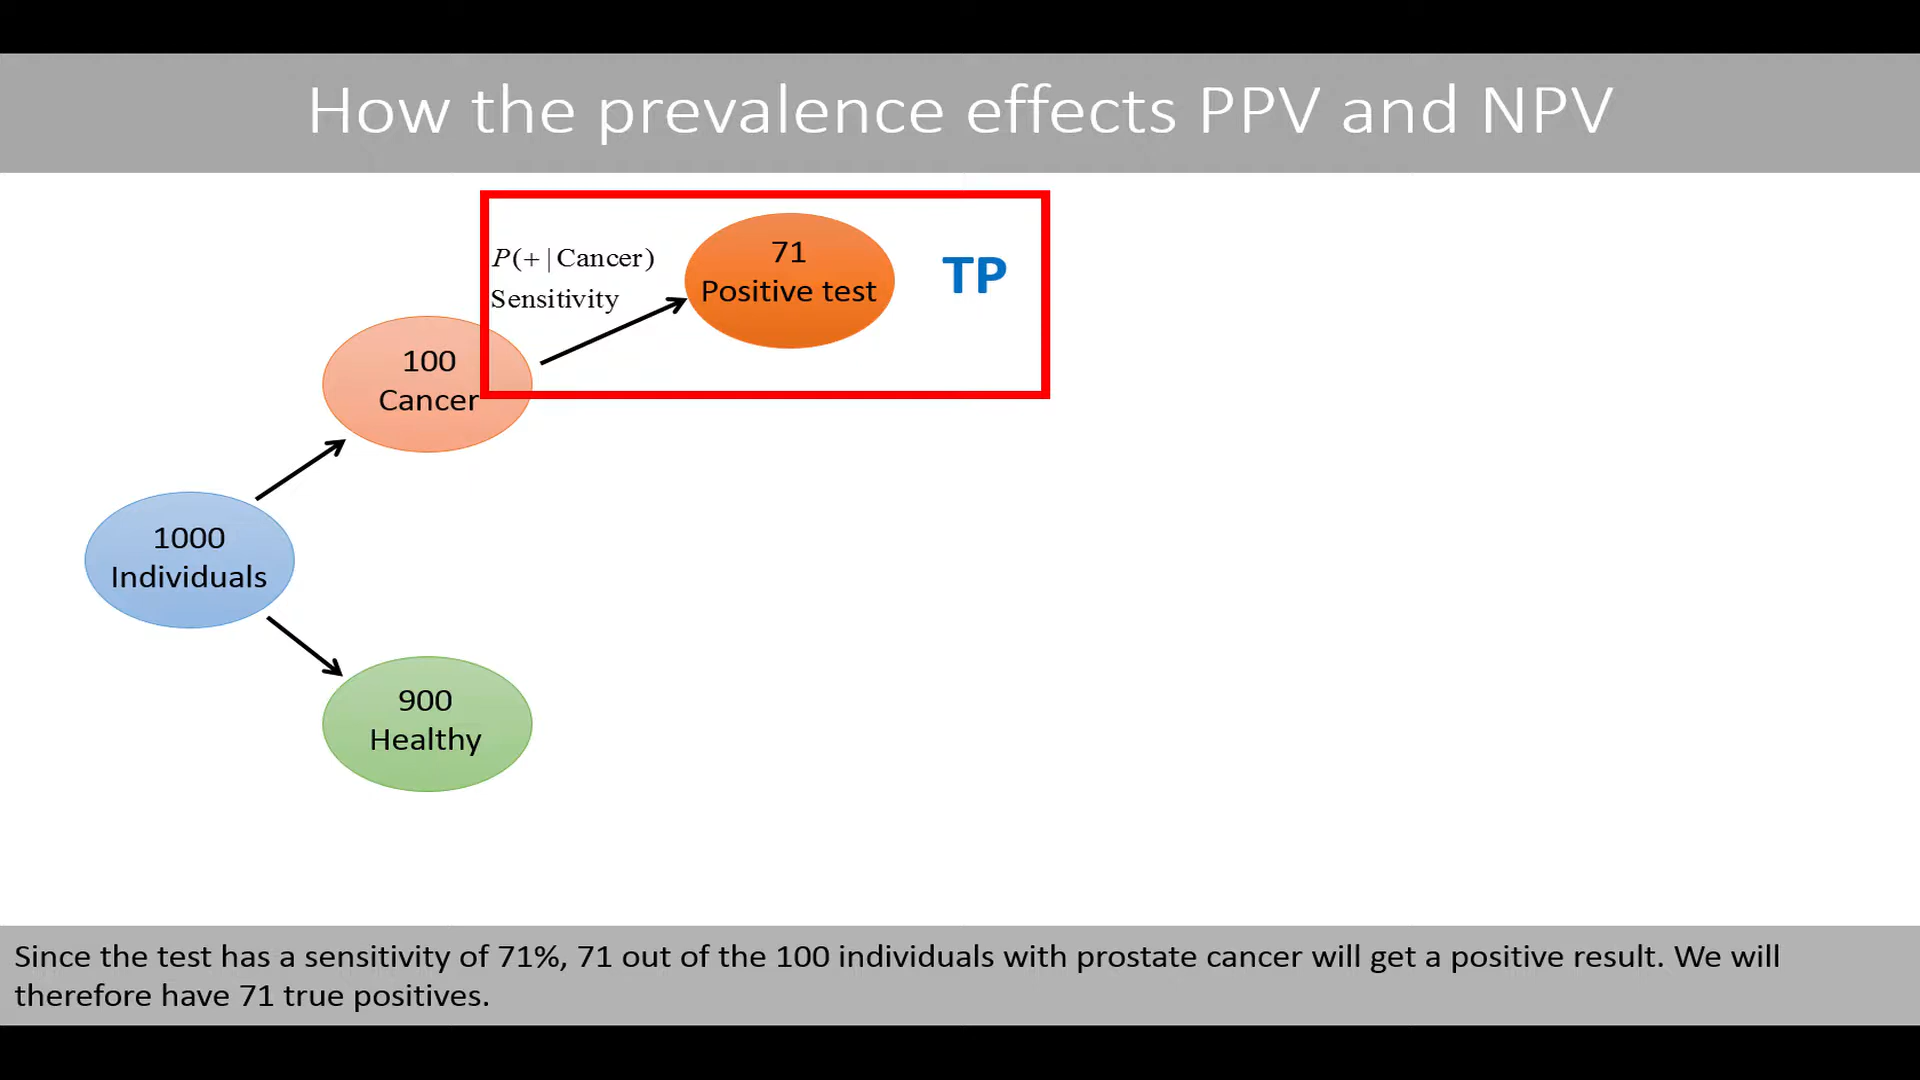 How the prevalence effects PPV and NPV
P(+ | Cancer)
Sensitivity
71
Positive test
TP
100
Cancer
1000
Individuals
900
Healthy
Since the test has a sensitivity of 71%, 71 out of the 100 individuals with prostate cancer will get a positive result. We will
therefore have 71 true positives.